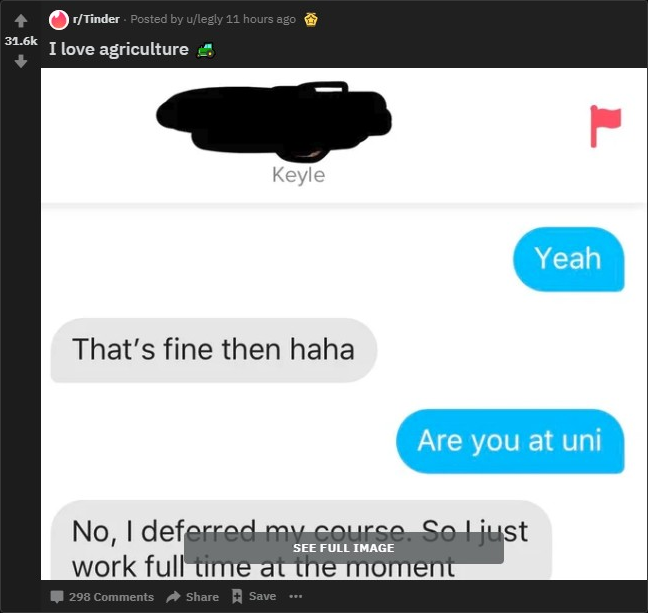 r/Tinder · Posted by u/legly 11 hours ago
31.6k
I love agriculture
Keyle
Yeah
That's fine then haha
Are you at uni
No, I deferred my course. So I just
work full time at the moment
SEE FULL IMAGE
298 Comments Share Save ···